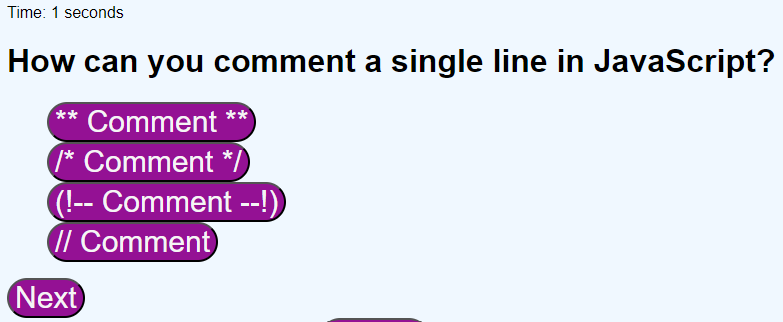 Time: 1 seconds
How can you comment a single line in JavaScript?
** Comment **
/* Comment */
(!-- Comment --!)
// Comment
Next